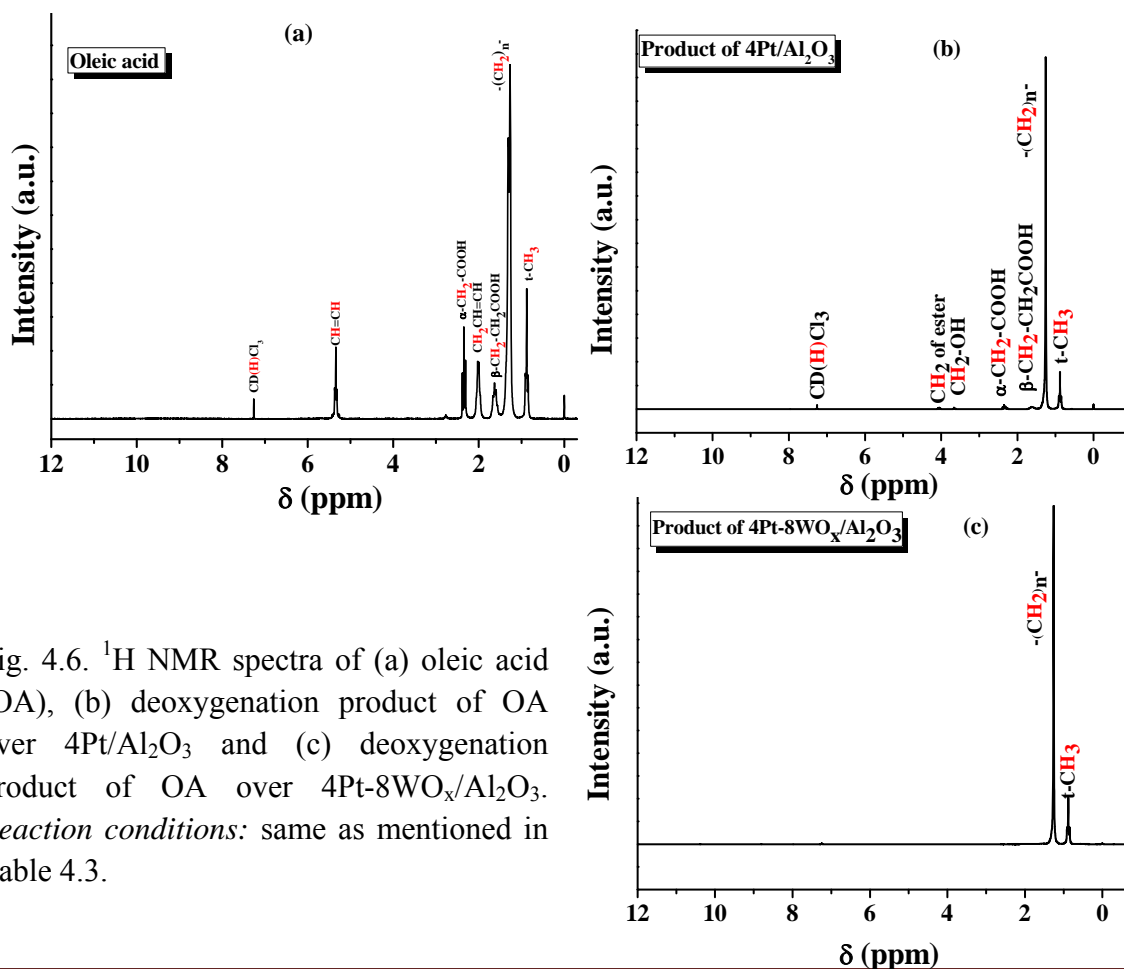 (a)
Oleic acid
-(CH₂)ₙ-
CD(H)Cl₃
CH=CH
α-CH₂-COOH
CH₂CH=CH
β-CH₂-CH₂COOH
t-CH₃
Intensity (a.u.)
12 10 8 6 4 2 0
δ (ppm)
Product of 4Pt/Al₂O₃
(b)
-(CH₂)n-
CD(H)Cl₃
CH₂ of ester
CH₂-OH
α-CH₂-COOH
β-CH₂-CH₂COOH
t-CH₃
Intensity (a.u.)
12 10 8 6 4 2 0
δ (ppm)
Product of 4Pt-8WOₓ/Al₂O₃
(c)
-(CH₂)n-
t-CH₃
Intensity (a.u.)
12 10 8 6 4 2 0
δ (ppm)
ig. 4.6. ¹H NMR spectra of (a) oleic acid
OA), (b) deoxygenation product of OA
ver 4Pt/Al₂O₃ and (c) deoxygenation
roduct of OA over 4Pt-8WOₓ/Al₂O₃.
eaction conditions: same as mentioned in
able 4.3.